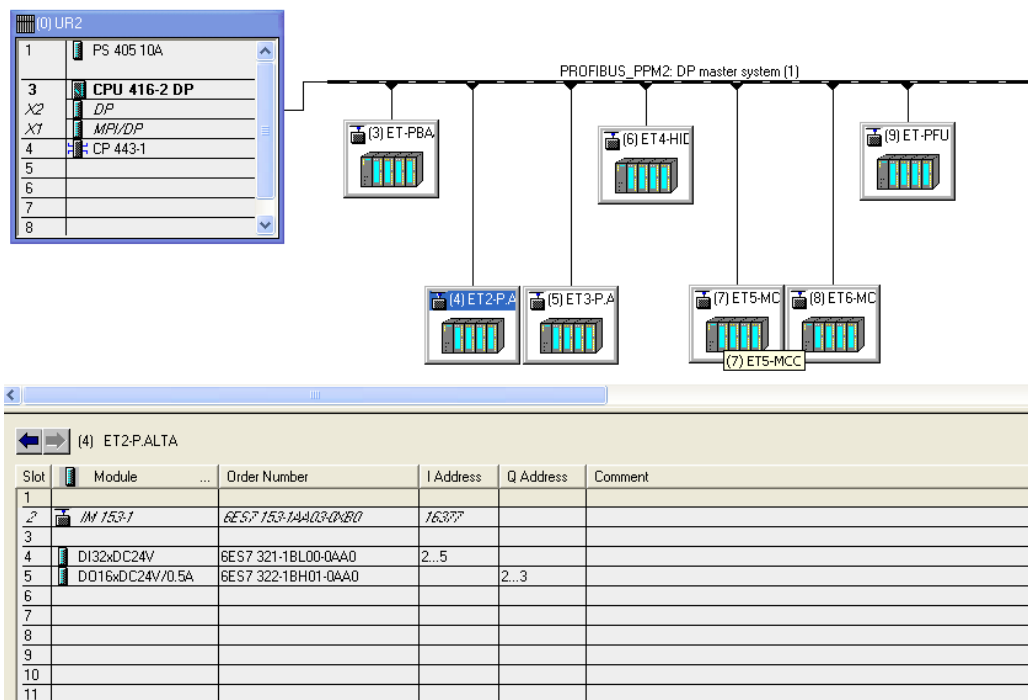 (0) UR2
1 PS 405 10A
3 CPU 416-2 DP
X2 DP
X1 MPI/DP
4 CP 443-1
5
6
7
8
PROFIBUS_PPM2: DP master system (1)
(3) ET-PBA
(6) ET4-HID
(9) ET-PFU
(4) ET2-P.A
(5) ET3-P.A
(7) ET5-MC
(8) ET6-MC
(7) ET5-MCC
(4) ET2-P.ALTA
Slot Module ... Order Number I Address Q Address Comment
1
2 IM 153-1 6ES7 153-1AA03-0XB0 16377
3
4 DI32xDC24V 6ES7 321-1BL00-0AA0 2...5
5 DO16xDC24V/0.5A 6ES7 322-1BH01-0AA0 2...3
6
7
8
9
10
11